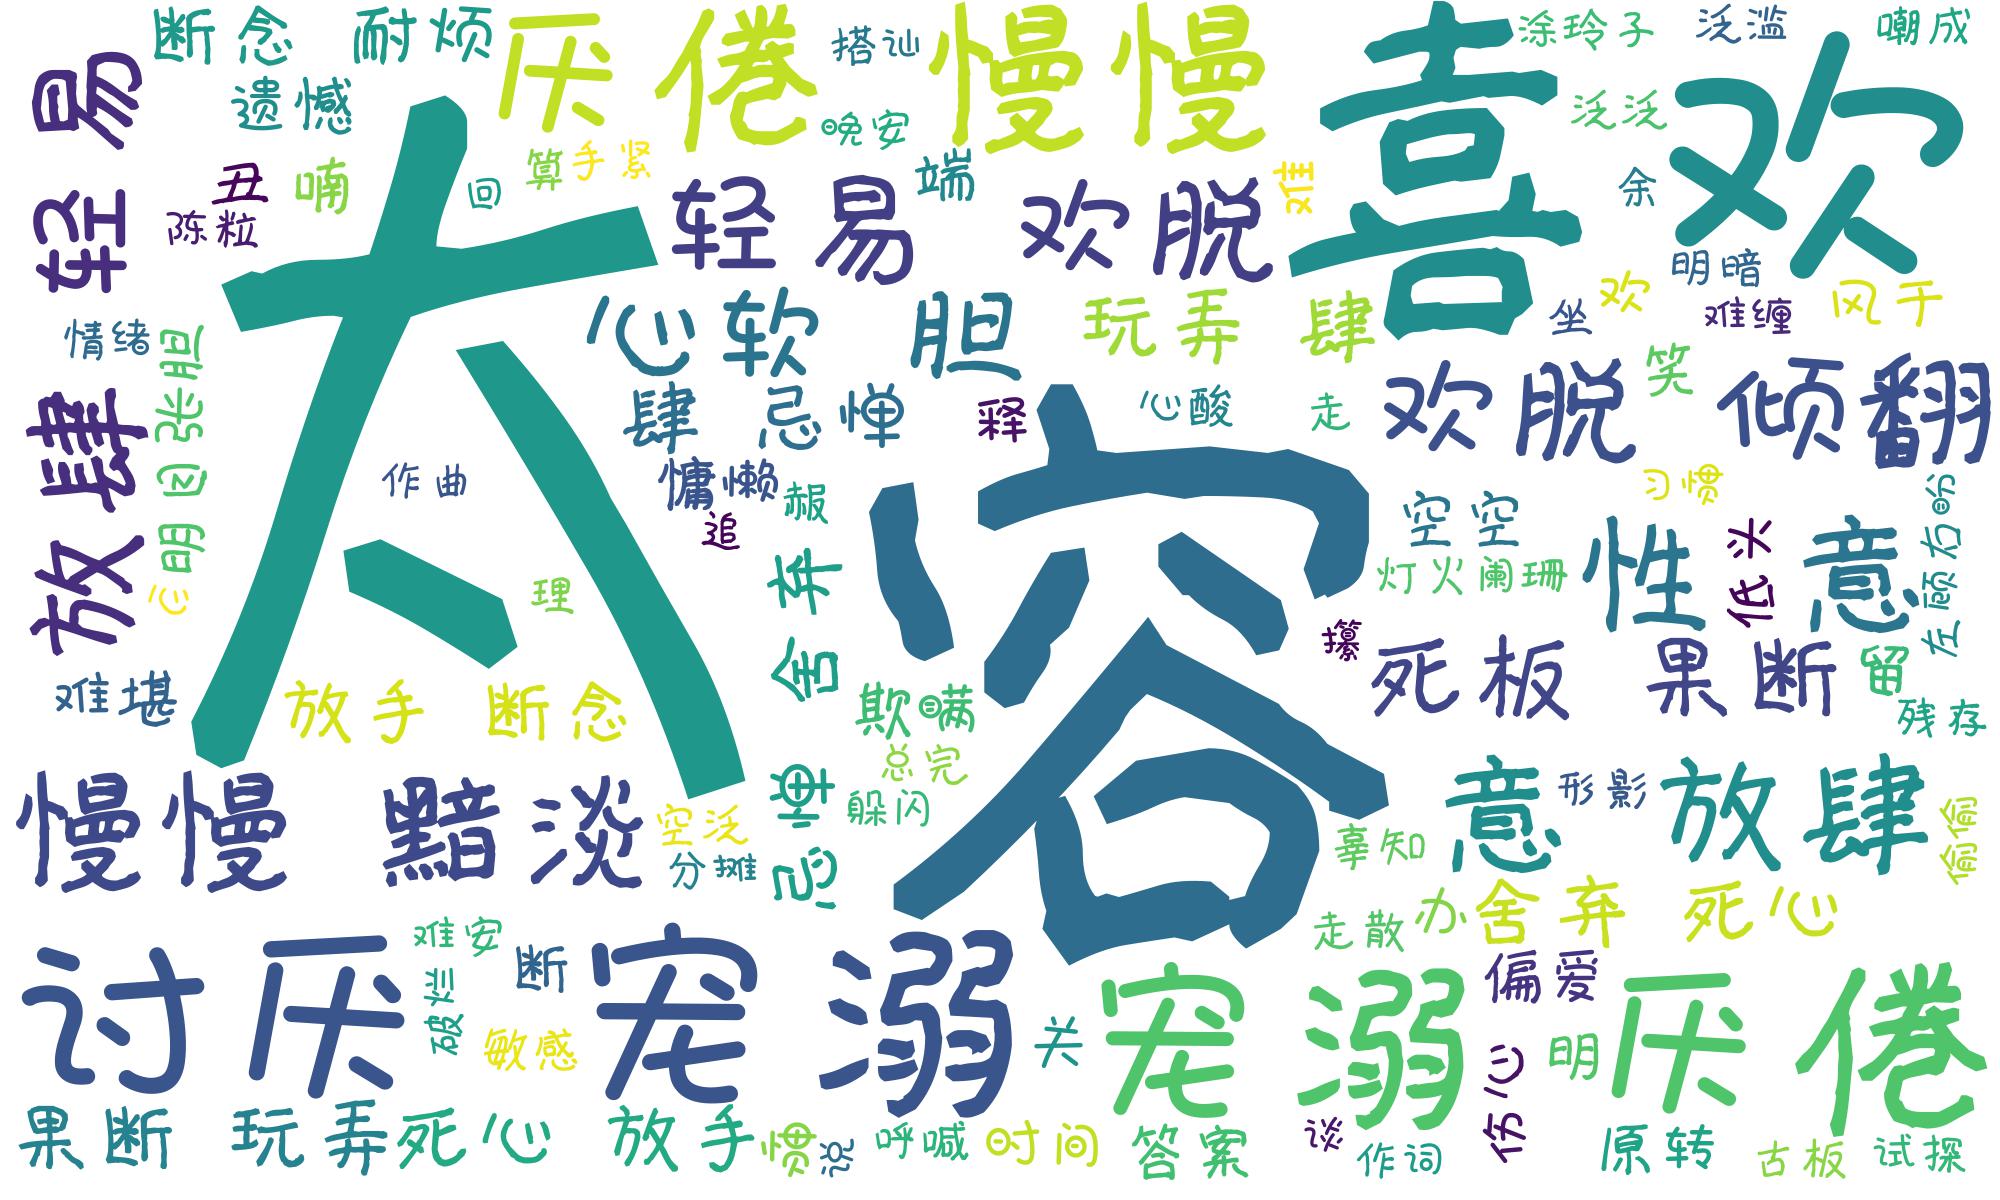 断念 耐烦
厌倦
搭讪
慢慢
喜欢
涂玲子
泛滥
嘲成
轻易
遗憾
晚安
泛泛
丑
喃
回
算
手紧
轻易 欢脱
端
难
余
陈粒
太
明暗
情绪
明目张胆
心软 胆
玩弄 肆
坐
欢
难缠
风于
肆 忌惮
释
心酸
走
欢脱 倾翻
笑
放肆
作曲
慵懒
追
赧
容
习惯
空空
灯火阑珊
性 意
低头
左顾右盼
心
理
舍弃 忌惮
攥
死板 果断
留
残存
难堪
放手 断念
欺瞒
总完
躲闪
慢慢 黯淡
空泛
分摊
意 放肆
形影
偷偷
辜知
走散
办
舍弃 死心
讨厌
难安
破烂
断
敏感
宠溺
关
宠溺
偏爱
伤心
明
厌倦
果断 玩弄
死心 放手
惮
说
呼喊
时间
答案
谈
作词
原转
古板
试探